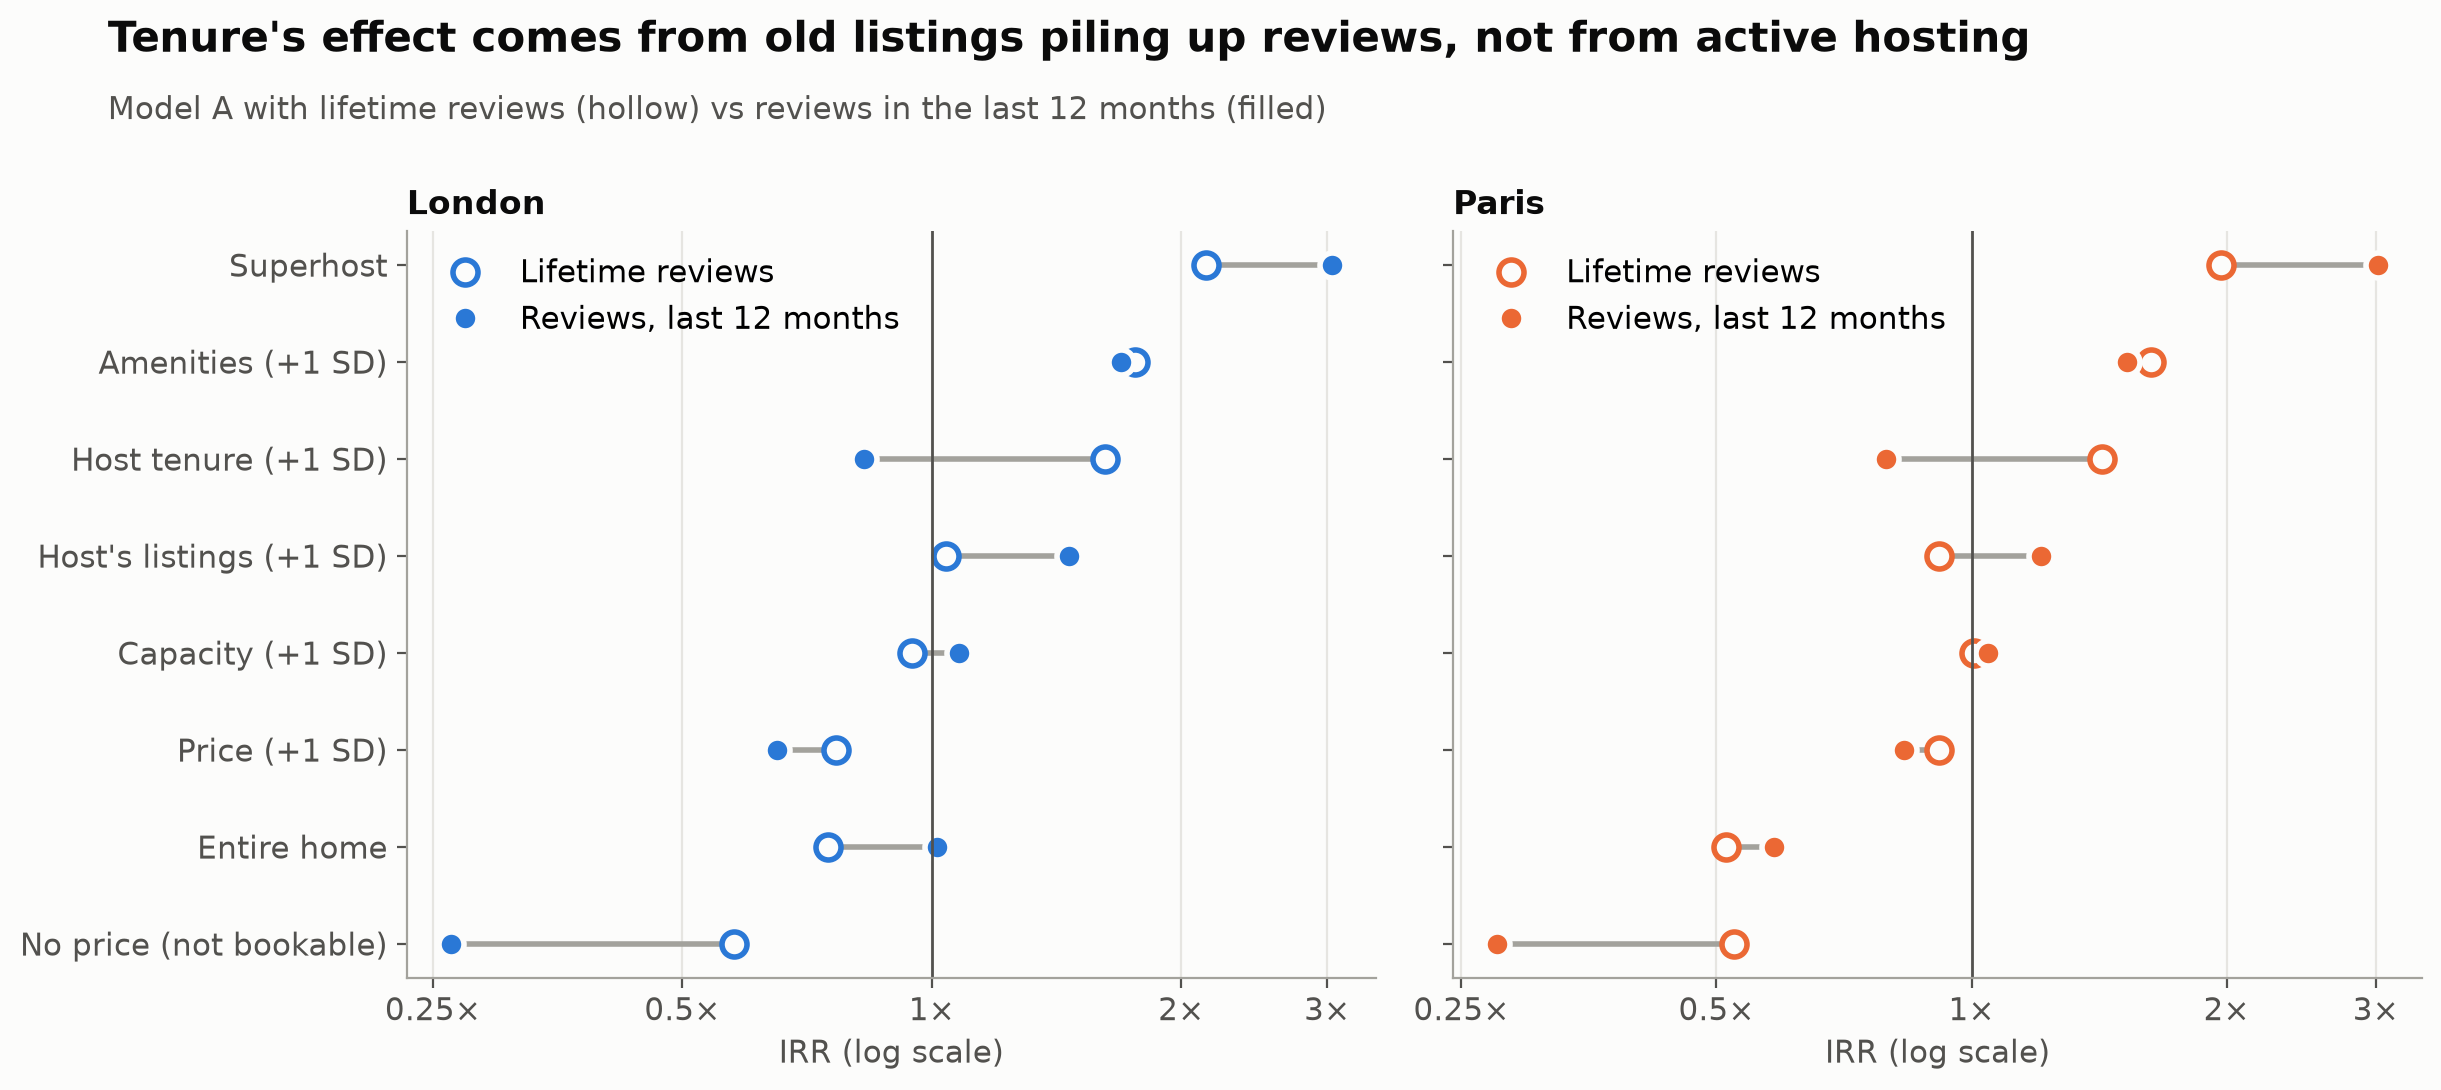 Tenure's effect comes from old listings piling up reviews, not from active hosting
Model A with lifetime reviews (hollow) vs reviews in the last 12 months (filled)
London
Lifetime reviews
Reviews, last 12 months
Superhost
Amenities (+1 SD)
Host tenure (+1 SD)
Host's listings (+1 SD)
Capacity (+1 SD)
Price (+1 SD)
Entire home
No price (not bookable)
0.25× 0.5× 1× 2× 3×
IRR (log scale)
Paris
Lifetime reviews
Reviews, last 12 months
0.25× 0.5× 1× 2× 3×
IRR (log scale)